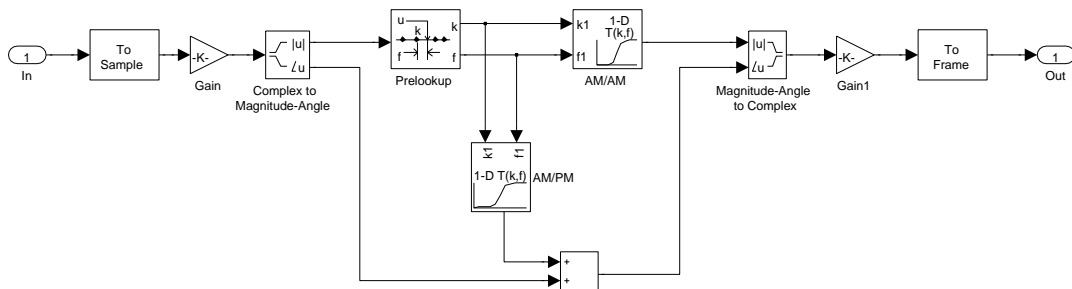 1
In
To
Sample
-K-
Gain
|u|
∠u
Complex to
Magnitude-Angle
u
k
k
f
f
Prelookup
k1
f1
1-D
T(k,f)
AM/AM
k1
f1
1-D T(k,f)
AM/PM
+
+
|u|
∠u
Magnitude-Angle
to Complex
-K-
Gain1
To
Frame
1
Out